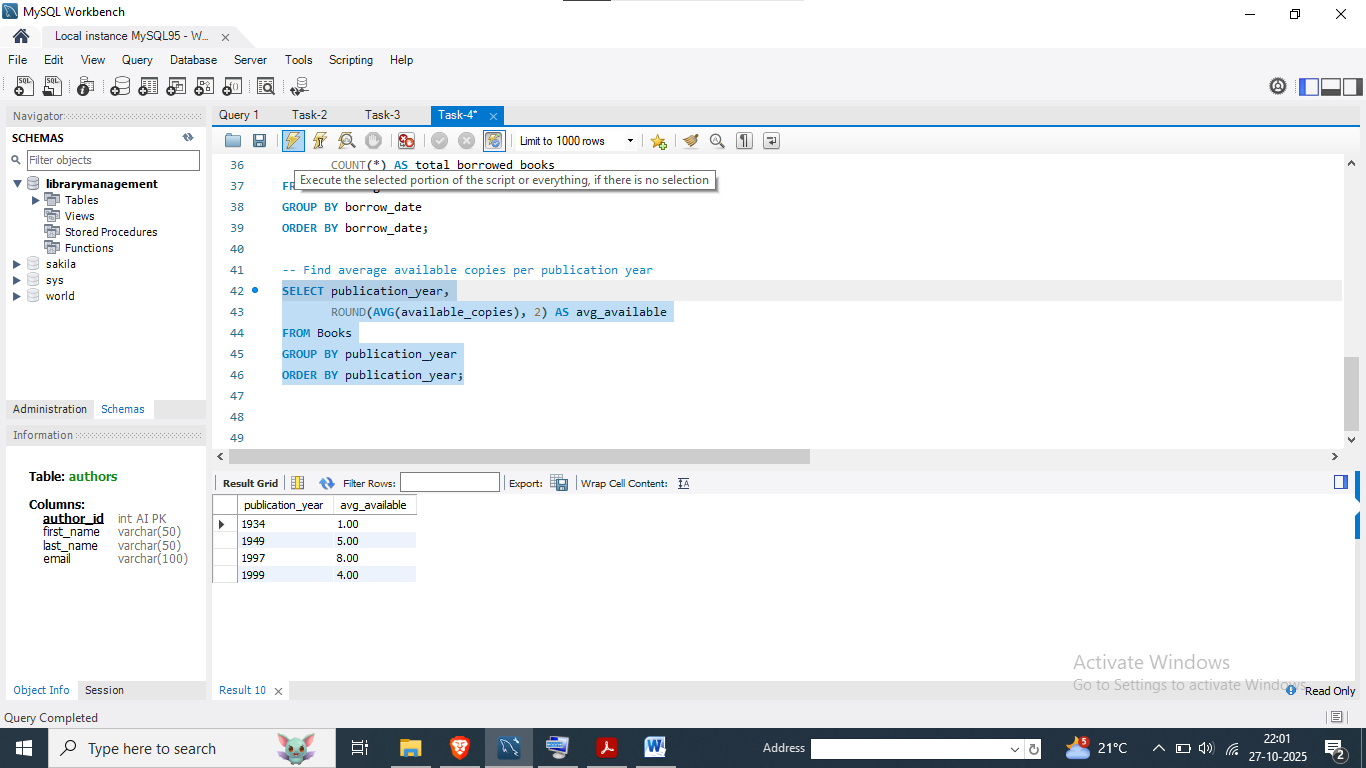 MySQL Workbench
Local instance MySQL95 - W...
File Edit View Query Database Server Tools Scripting Help
Navigator
SCHEMAS
Filter objects
librarymanagement
Tables
Views
Stored Procedures
Functions
sakila
sys
world
Administration Schemas
Information
Table: authors
Columns:
author_id int AI PK
first_name varchar(50)
last_name varchar(50)
email varchar(100)
Object Info Session
Query 1 Task-2 Task-3 Task-4*
Limit to 1000 rows
36 COUNT(*) AS total_borrowed_books
Execute the selected portion of the script or everything, if there is no selection
37
38 GROUP BY borrow_date
39 ORDER BY borrow_date;
40
41 -- Find average available copies per publication year
42 SELECT publication_year,
43 ROUND(AVG(available_copies), 2) AS avg_available
44 FROM Books
45 GROUP BY publication_year
46 ORDER BY publication_year;
47
48
49
Result Grid Filter Rows: Export: Wrap Cell Content:
publication_year avg_available
1934 1.00
1949 5.00
1997 8.00
1999 4.00
Activate Windows
Go to Settings to activate Windows.
Result 10 Read Only
Query Completed
Type here to search Address 5 21°C 22:01
27-10-2025 2